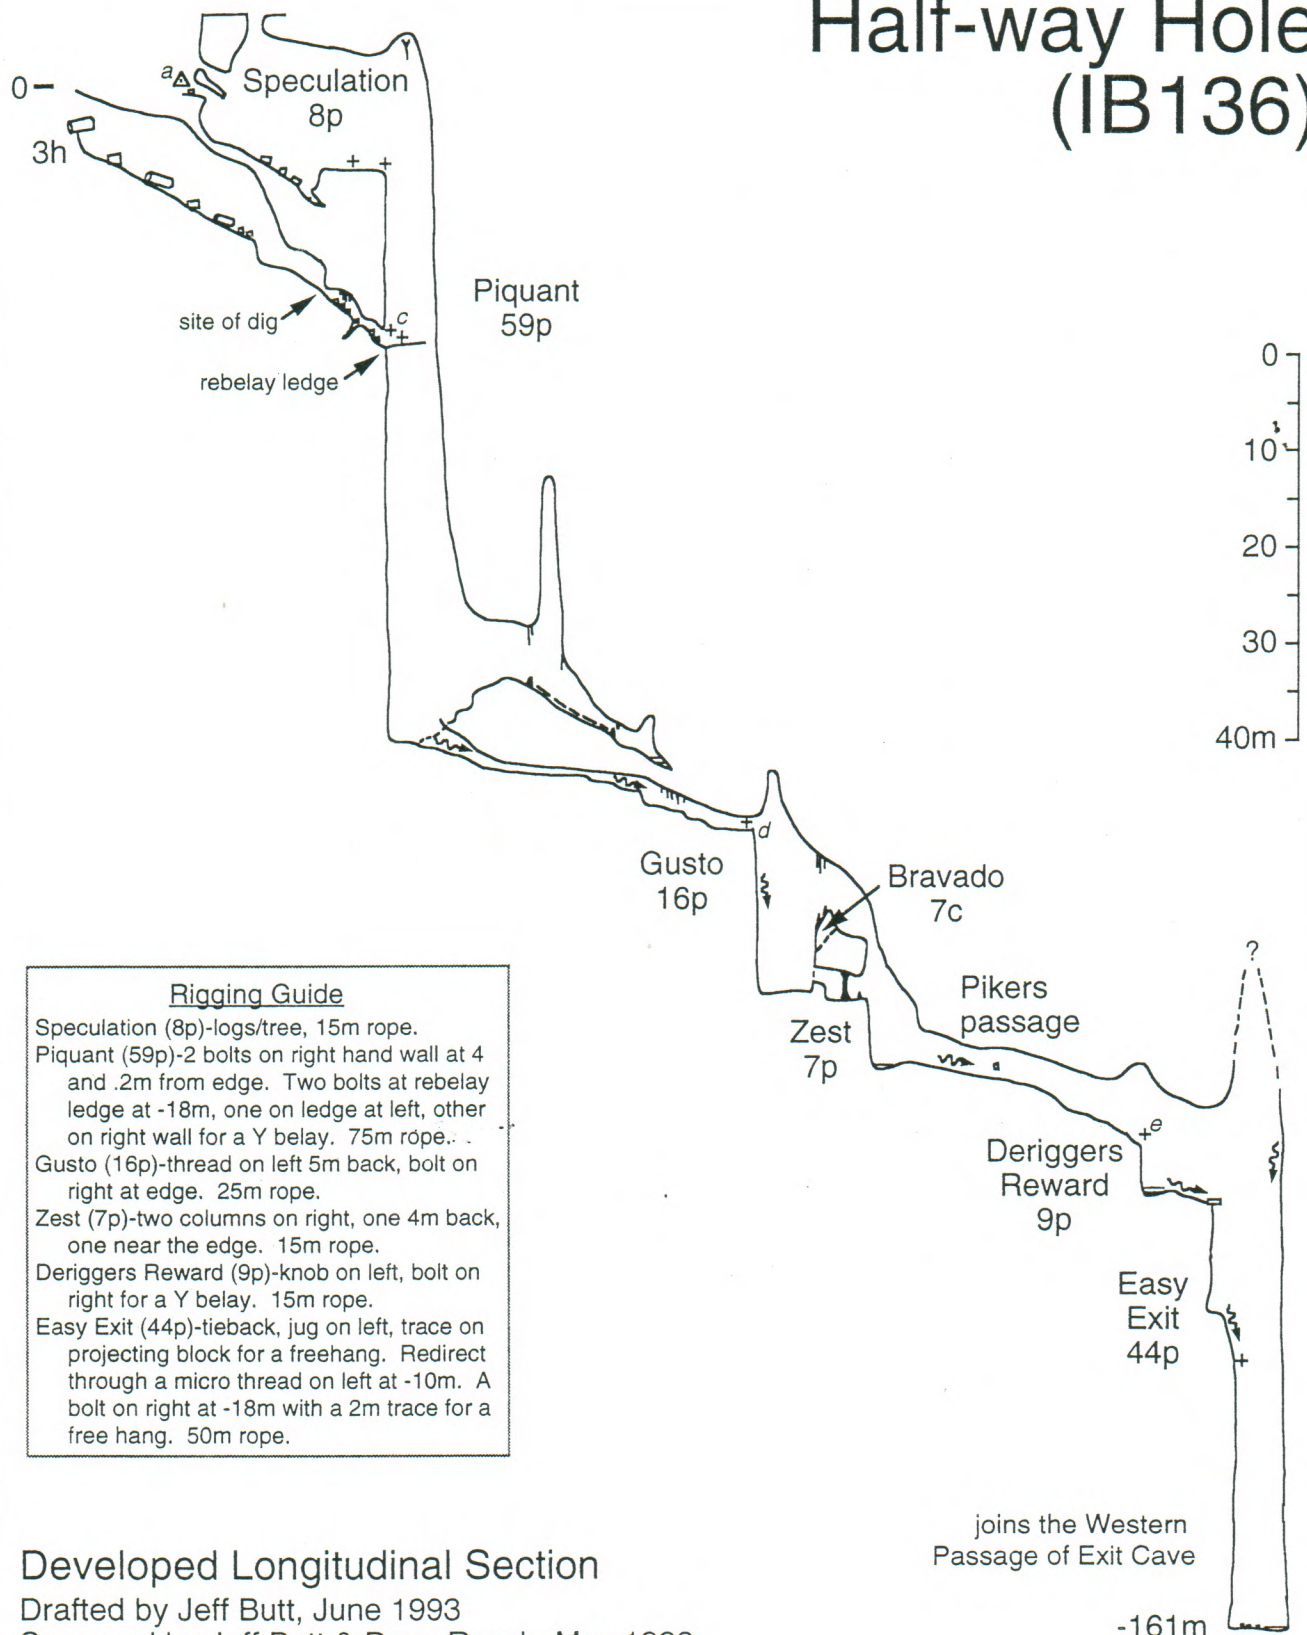 Half-way Hole
(IB136)
a
0
Speculation
8p
3h
Piquant
59p
c
site of dig
rebelay ledge
0
10
20
30
40m
d
Gusto
16p
Bravado
7c
?
Pikers
passage
Zest
7p
e
Deriggers
Reward
9p
Easy
Exit
44p
Rigging Guide
Speculation (8p)-logs/tree, 15m rope.
Piquant (59p)-2 bolts on right hand wall at 4
and .2m from edge. Two bolts at rebelay
ledge at -18m, one on ledge at left, other
on right wall for a Y belay. 75m rope.
Gusto (16p)-thread on left 5m back, bolt on
right at edge. 25m rope.
Zest (7p)-two columns on right, one 4m back,
one near the edge. 15m rope.
Deriggers Reward (9p)-knob on left, bolt on
right for a Y belay. 15m rope.
Easy Exit (44p)-tieback, jug on left, trace on
projecting block for a freehang. Redirect
through a micro thread on left at -10m. A
bolt on right at -18m with a 2m trace for a
free hang. 50m rope.
joins the Western
Passage of Exit Cave
-161m
Developed Longitudinal Section
Drafted by Jeff Butt, June 1993